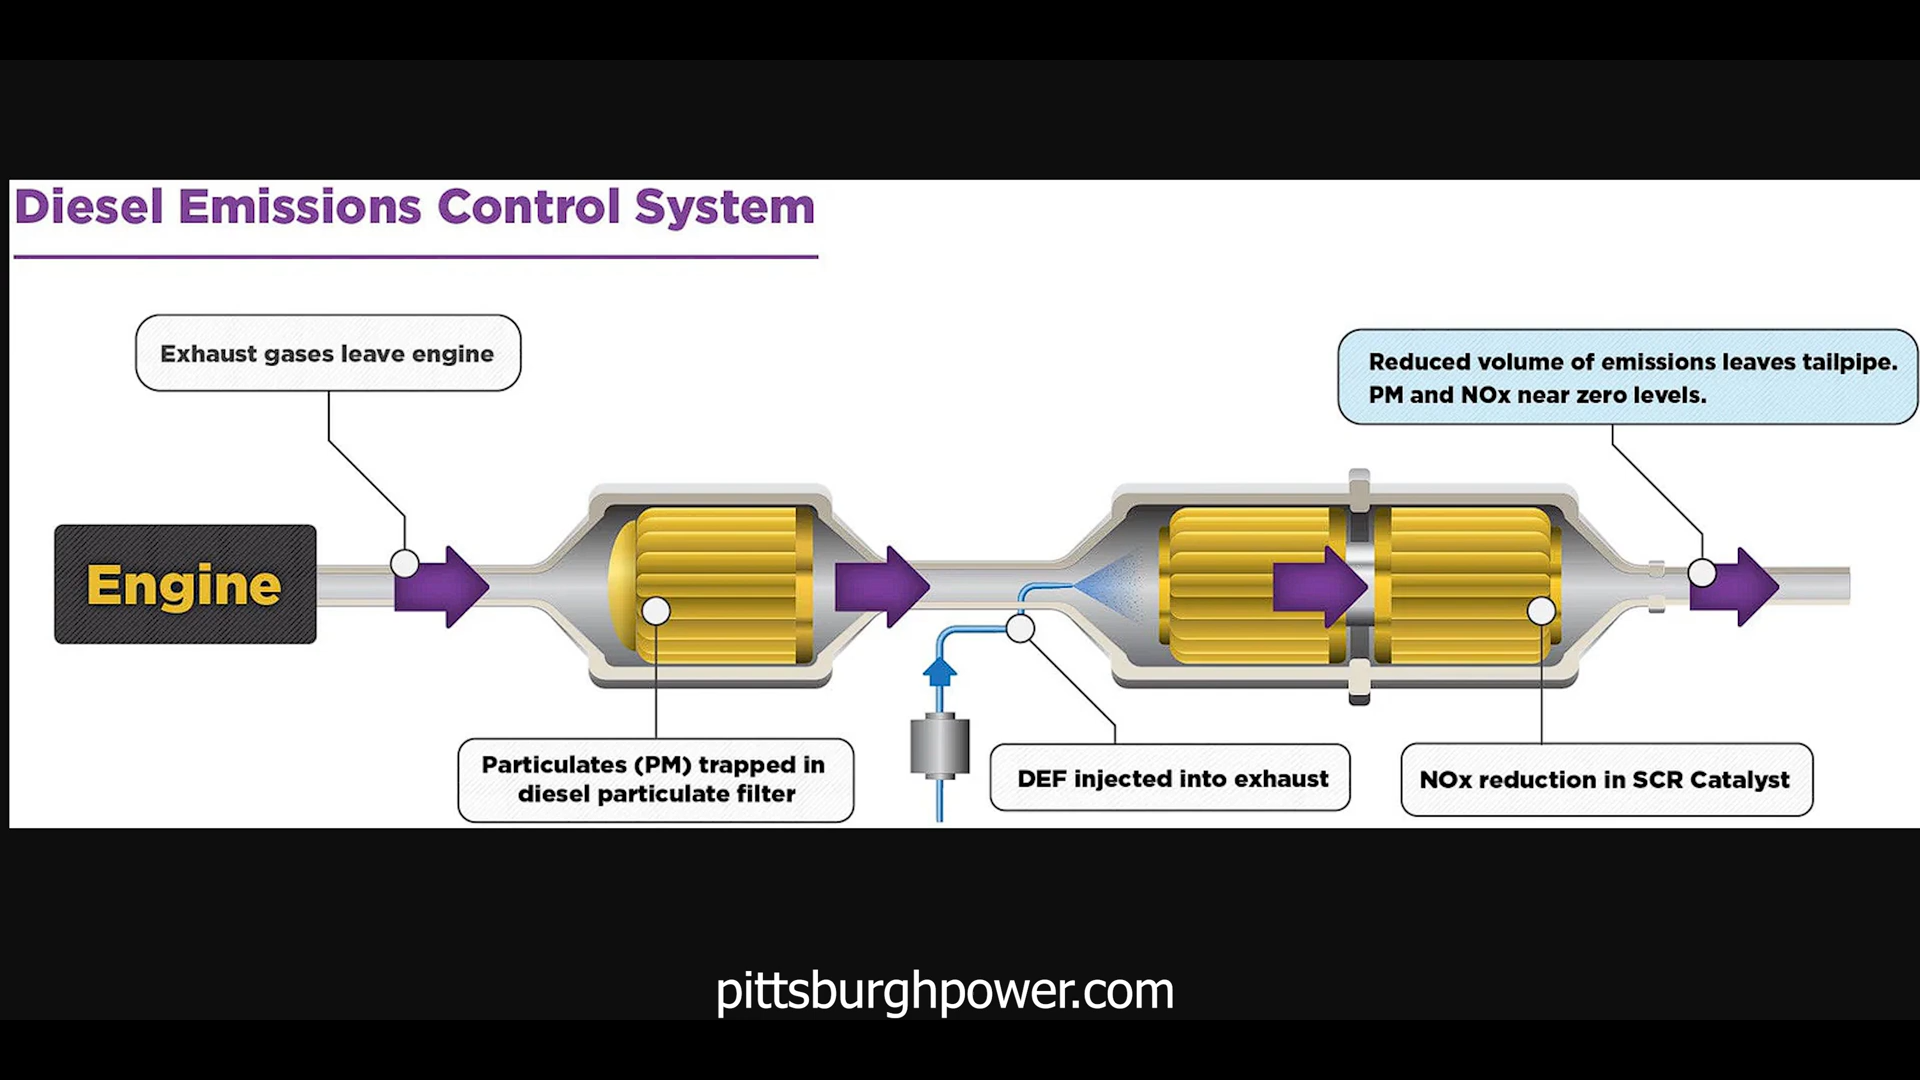 Diesel Emissions Control System
Exhaust gases leave engine
Reduced volume of emissions leaves tailpipe.
PM and NOx near zero levels.
Engine
Particulates (PM) trapped in
diesel particulate filter
DEF injected into exhaust
NOx reduction in SCR Catalyst
pittsburghpower.com